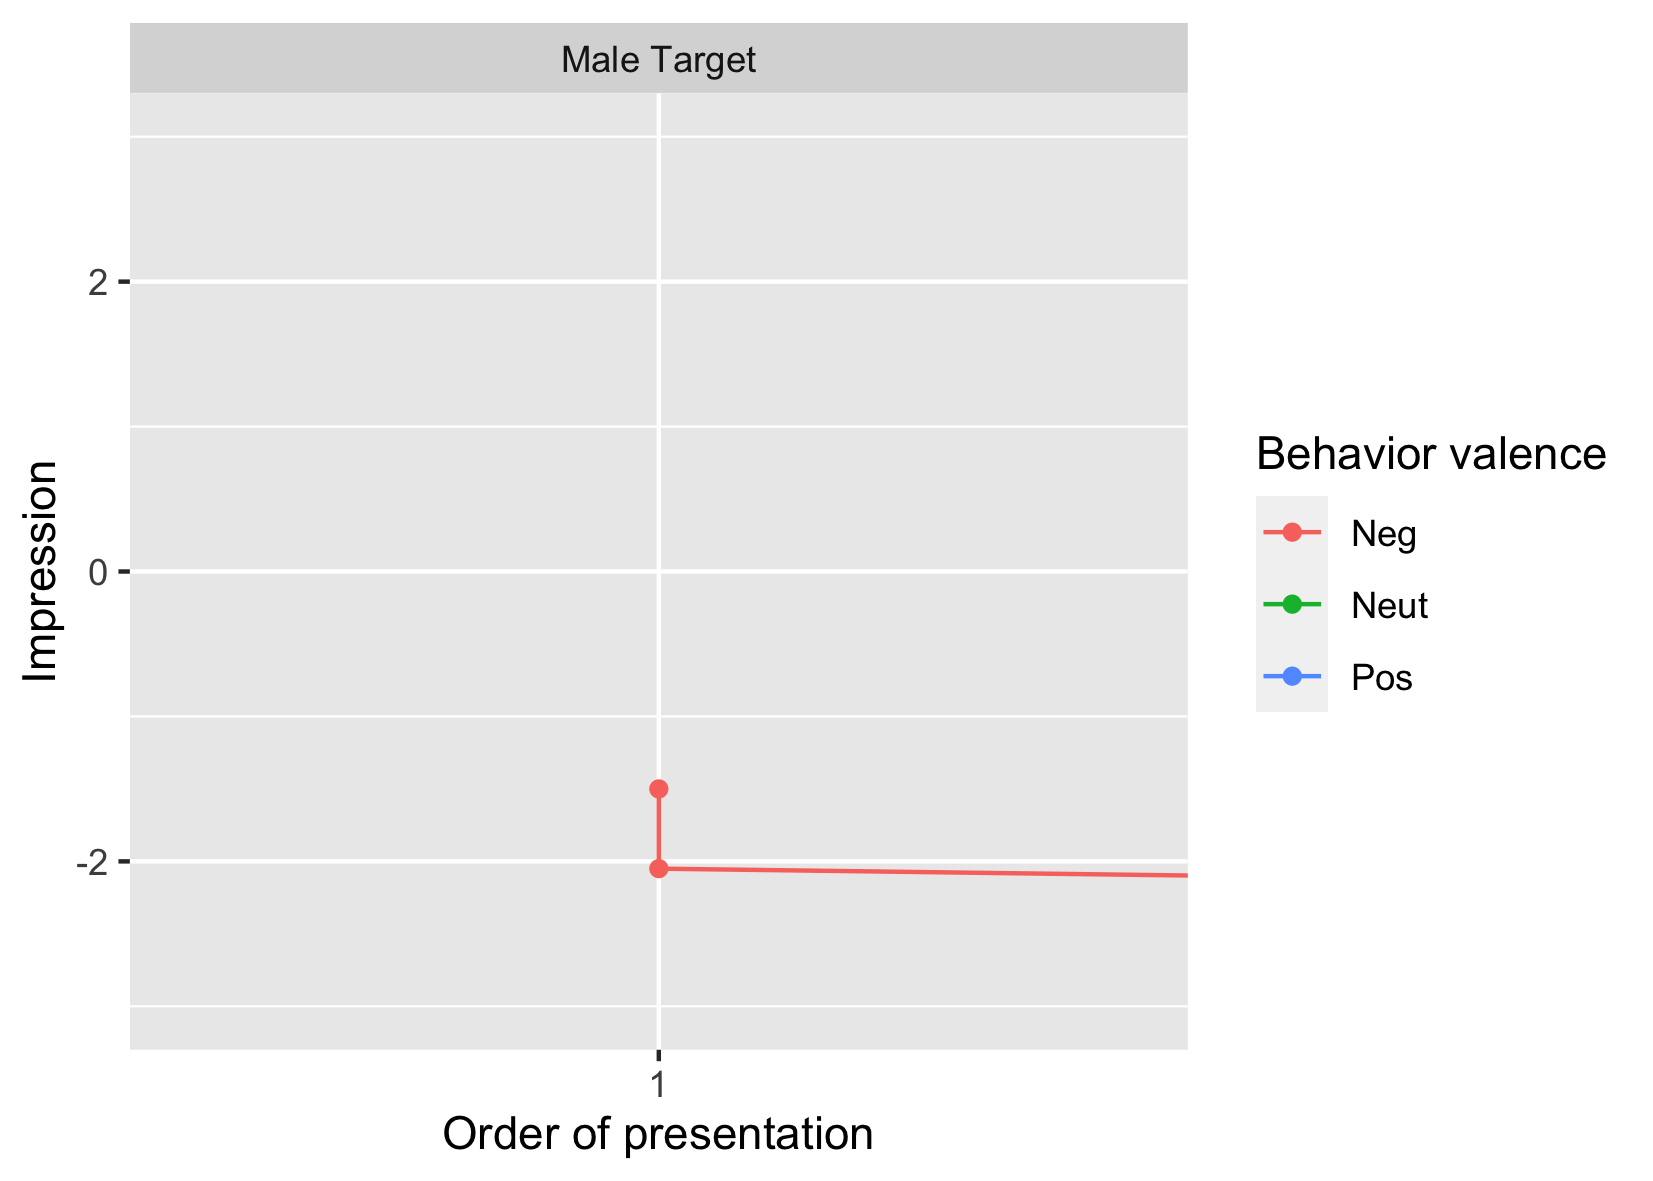 Male Target
Impression
2
0
-2
1
Order of presentation
Behavior valence
Neg
Neut
Pos